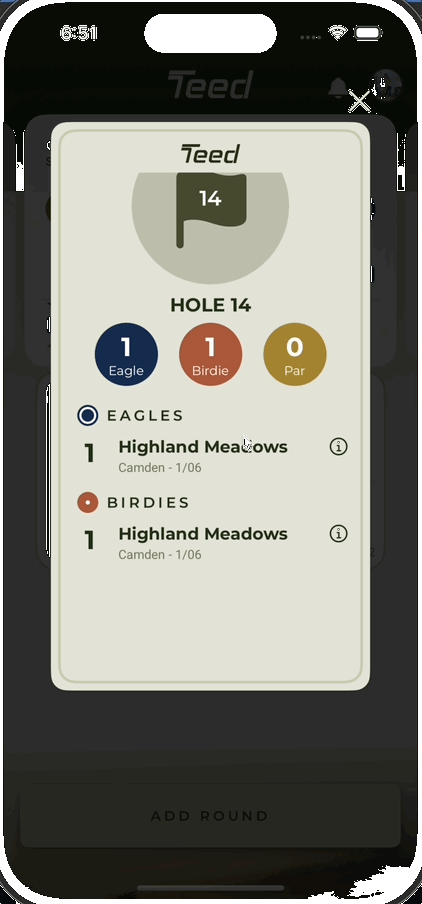 6:51
Teed
Teed
14
HOLE 14
1 1 0
Eagle Birdie Par
EAGLES
1 Highland Meadows
Camden - 1/06
BIRDIES
1 Highland Meadows
Camden - 1/06
ADD ROUND